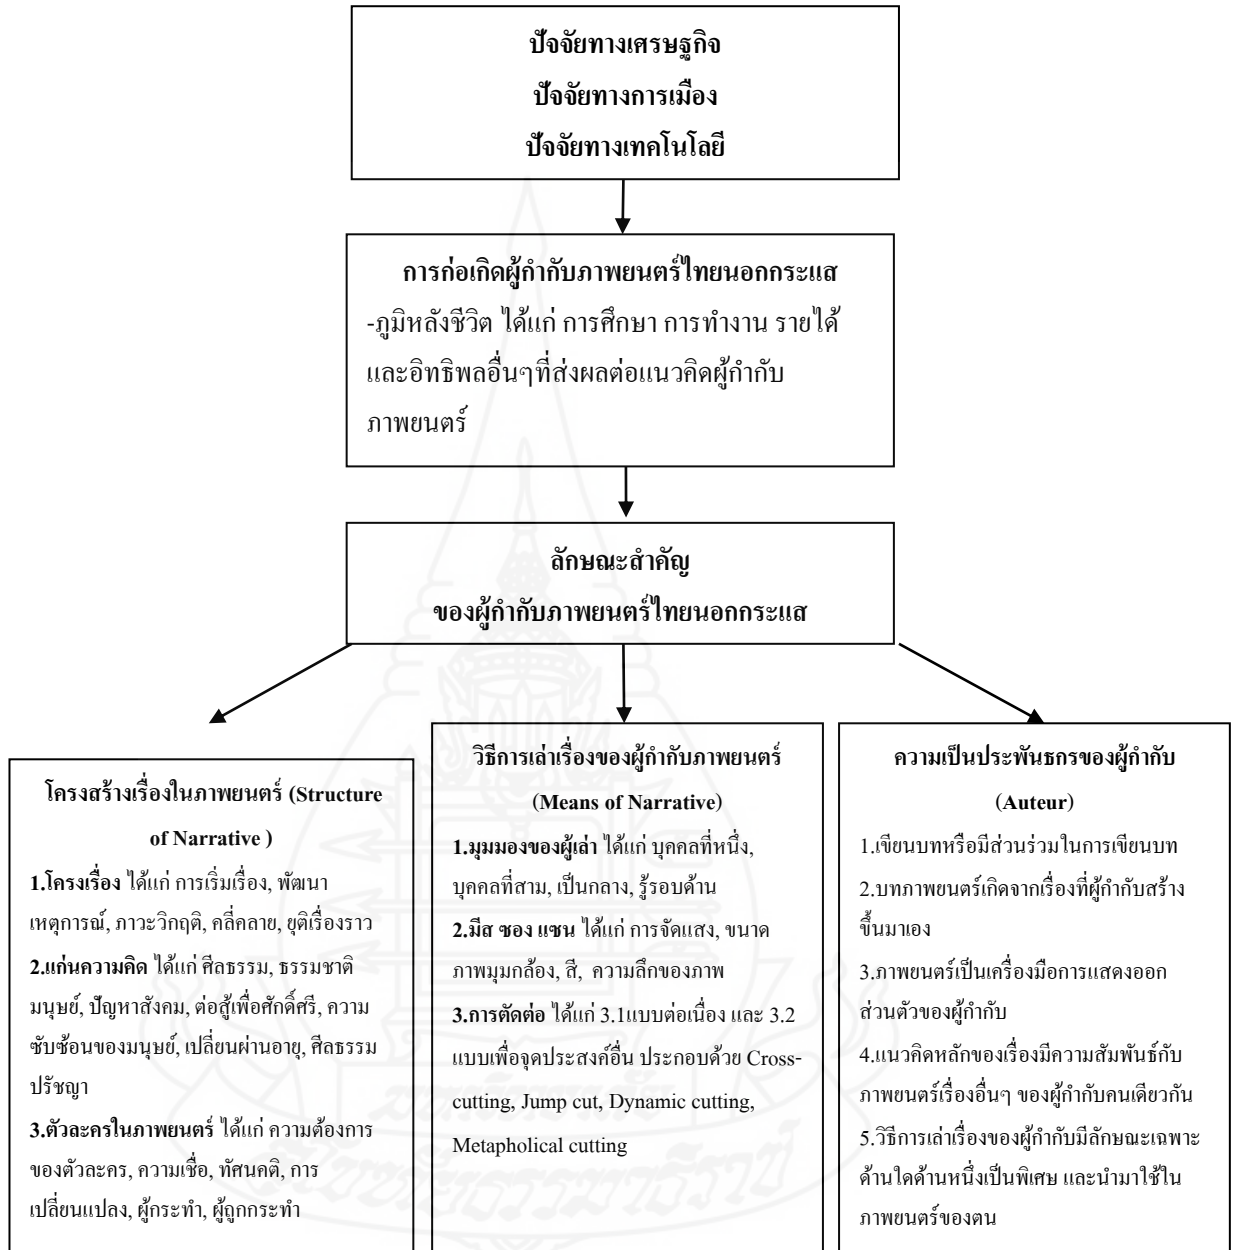 ปัจจัยทางเศรษฐกิจ
ปัจจัยทางการเมือง
ปัจจัยทางเทคโนโลยี
การก่อเกิดผู้กำกับภาพยนตร์ไทยนอกกระแส
-ภูมิหลังชีวิต ได้แก่ การศึกษา การทำงาน รายได้
และอิทธิพลอื่นๆที่ส่งผลต่อแนวคิดผู้กำกับ
ภาพยนตร์
ลักษณะสำคัญ
ของผู้กำกับภาพยนตร์ไทยนอกกระแส
โครงสร้างเรื่องในภาพยนตร์ (Structure
of Narrative )
1.โครงเรื่อง ได้แก่ การเริ่มเรื่อง, พัฒนา
เหตุการณ์, ภาวะวิกฤติ, คลี่คลาย, ยุติเรื่องราว
2.แก่นความคิด ได้แก่ ศีลธรรม, ธรรมชาติ
มนุษย์, ปัญหาสังคม, ต่อสู้เพื่อศักดิ์ศรี, ความ
ซับซ้อนของมนุษย์, เปลี่ยนผ่านอายุ, ศีลธรรม
ปรัชญา
3.ตัวละครในภาพยนตร์ ได้แก่ ความต้องการ
ของตัวละคร, ความเชื่อ, ทัศนคติ, การ
เปลี่ยนแปลง, ผู้กระทำ, ผู้ถูกกระทำ
วิธีการเล่าเรื่องของผู้กำกับภาพยนตร์
(Means of Narrative)
1.มุมมองของผู้เล่า ได้แก่ บุคคลที่หนึ่ง,
บุคคลที่สาม, เป็นกลาง, รู้รอบด้าน
2.มีส ซอง แซน ได้แก่ การจัดแสง, ขนาด
ภาพมุมกล้อง, สี, ความลึกของภาพ
3.การตัดต่อ ได้แก่ 3.1แบบต่อเนื่อง และ 3.2
แบบเพื่อจุดประสงค์อื่น ประกอบด้วย Cross-
cutting, Jump cut, Dynamic cutting,
Metapholical cutting
ความเป็นประพันธกรของผู้กำกับ
(Auteur)
1.เขียนบทหรือมีส่วนร่วมในการเขียนบท
2.บทภาพยนตร์เกิดจากเรื่องที่ผู้กำกับสร้าง
ขึ้นมาเอง
3.ภาพยนตร์เป็นเครื่องมือการแสดงออก
ส่วนตัวของผู้กำกับ
4.แนวคิดหลักของเรื่องมีความสัมพันธ์กับ
ภาพยนตร์เรื่องอื่นๆ ของผู้กำกับคนเดียวกัน
5.วิธีการเล่าเรื่องของผู้กำกับมีลักษณะเฉพาะ
ด้านใดด้านหนึ่งเป็นพิเศษ และนำมาใช้ใน
ภาพยนตร์ของตน